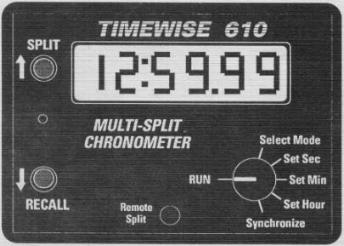 TIMEWISE 610
SPLIT
12:59.99
MULTI-SPLIT
CHRONOMETER
RECALL
Remote
Split
Select Mode
Set Sec
RUN
Set Min
Set Hour
Synchronize